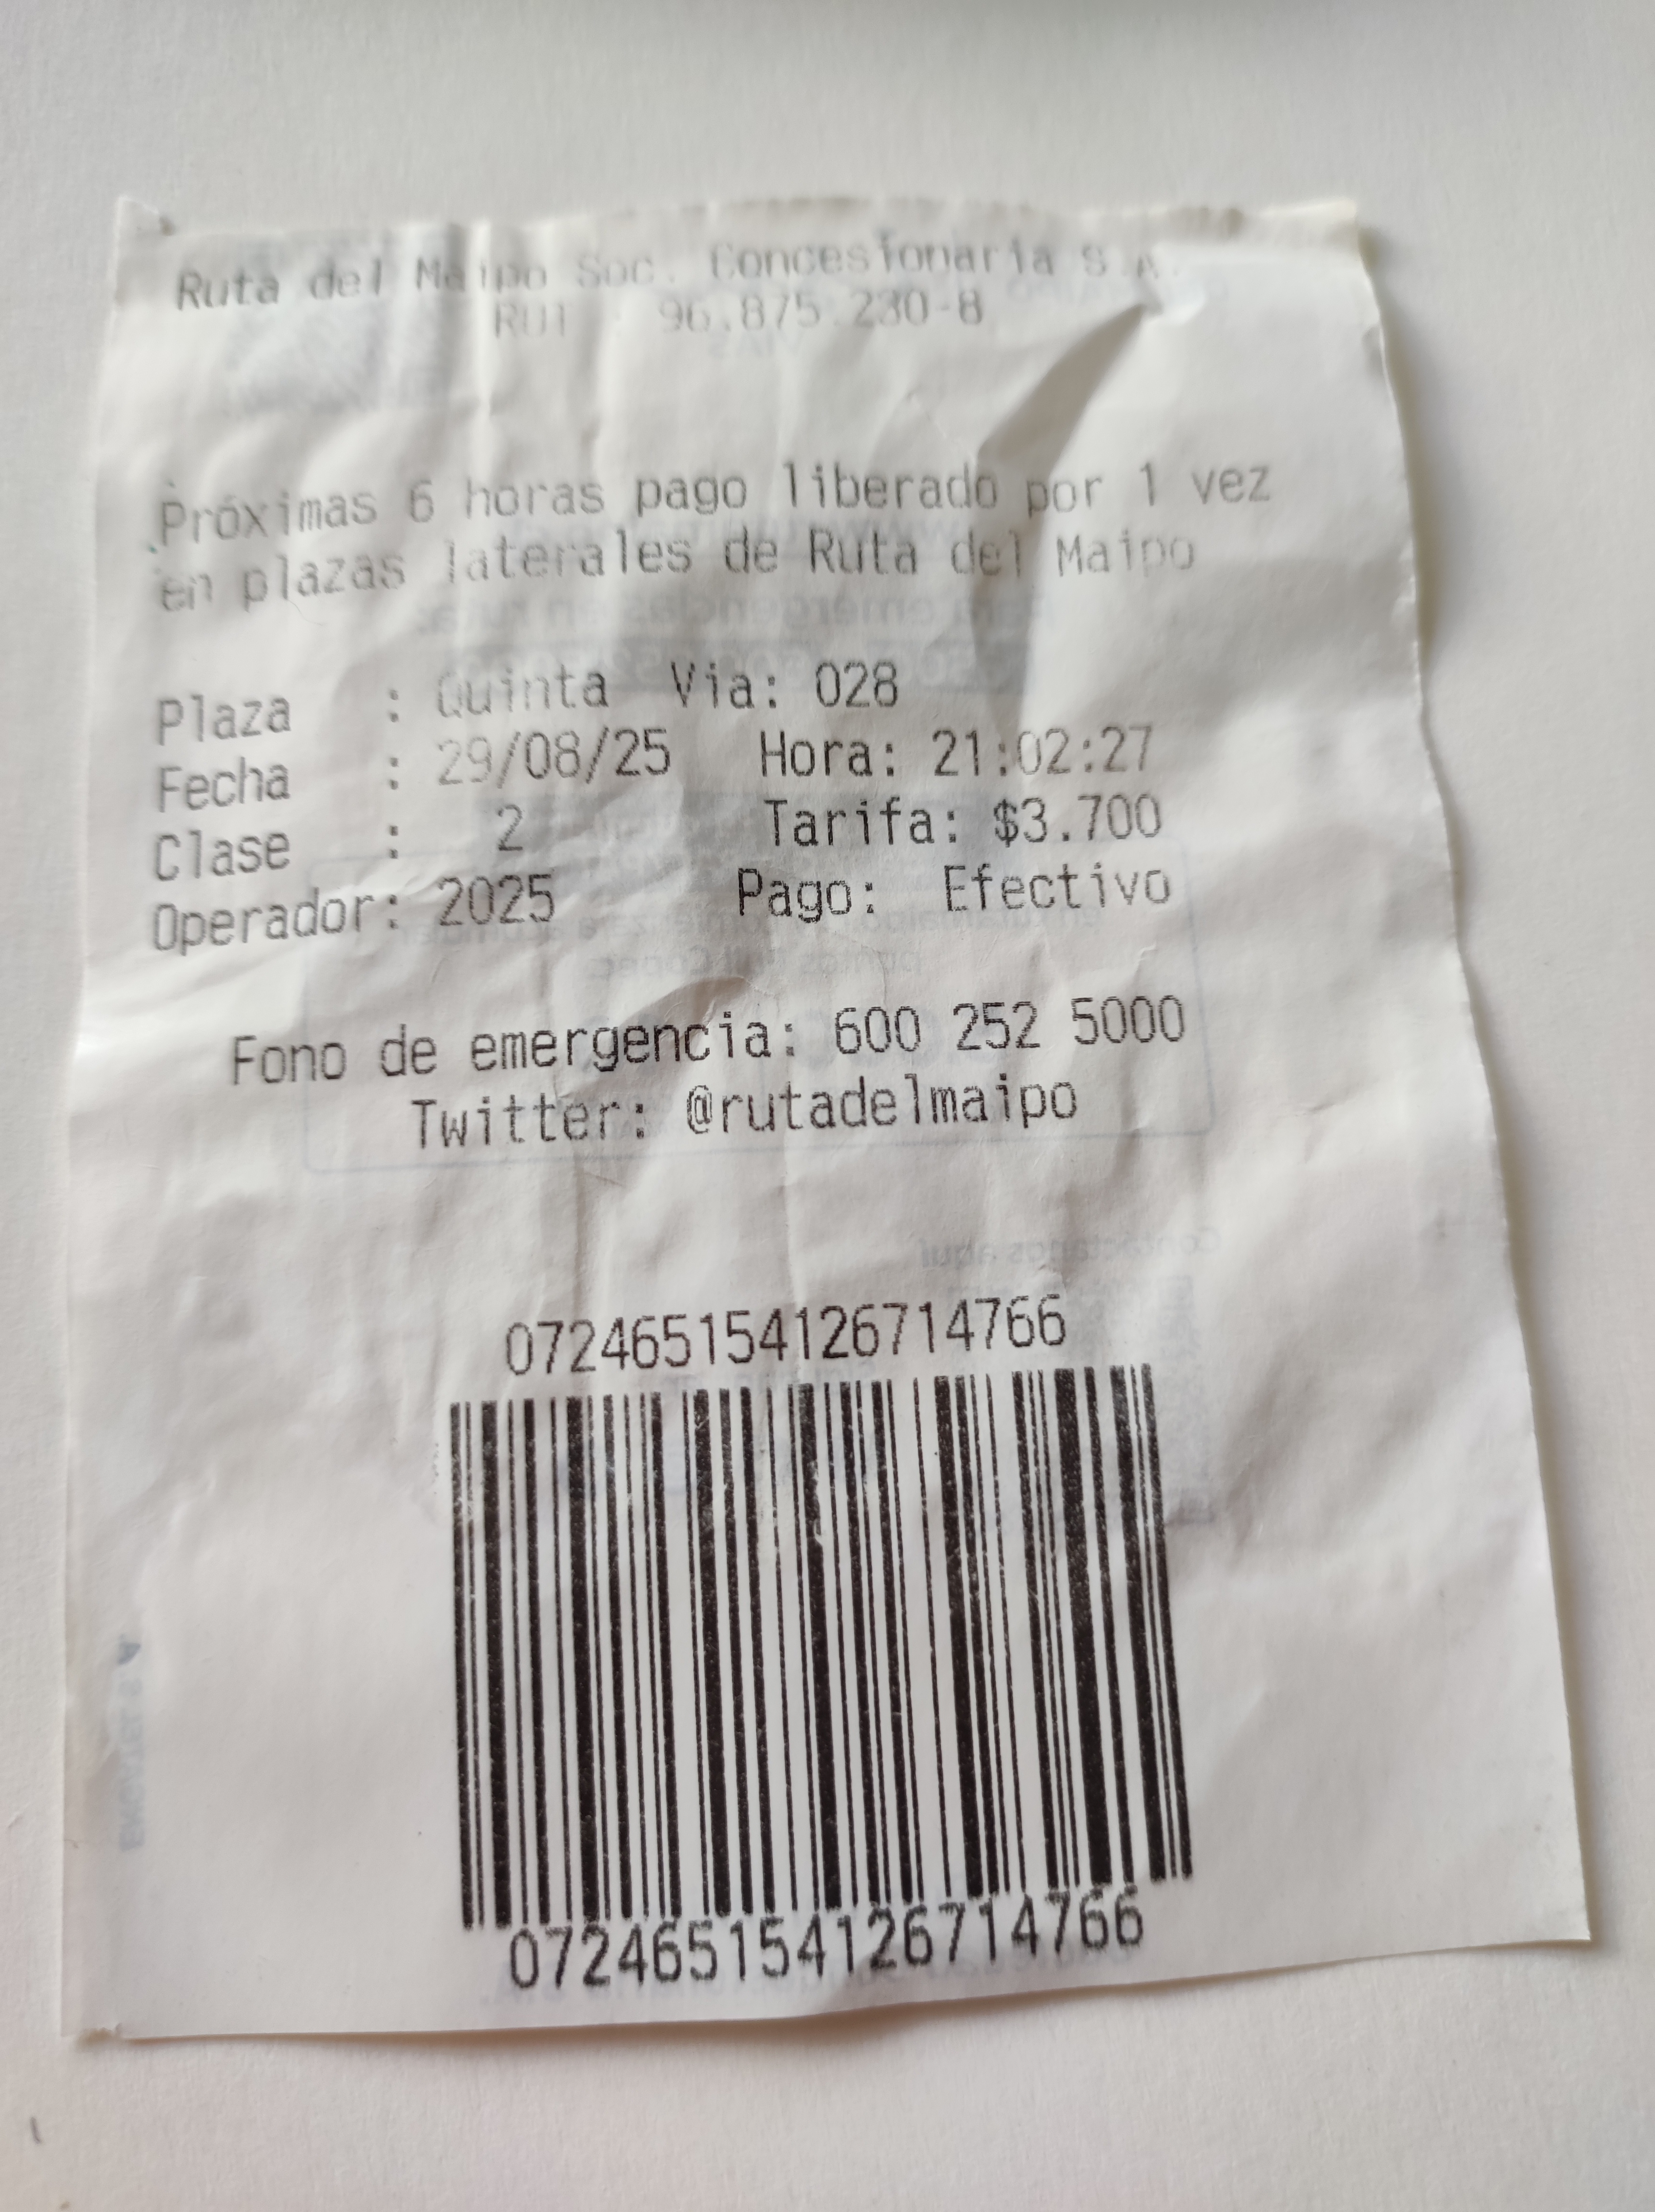 Ruta del Maipo Soc. Concesionaria S.A.
RUT : 96.875.230-8
Próximas 6 horas pago liberado por 1 vez
en plazas laterales de Ruta del Maipo
Plaza : Quinta Via: 028
Fecha : 29/08/25 Hora: 21:02:27
Clase : 2 Tarifa: $3.700
Operador: 2025 Pago: Efectivo
Fono de emergencia: 600 252 5000
Twitter: @rutadelmaipo
072465154126714766
072465154126714766